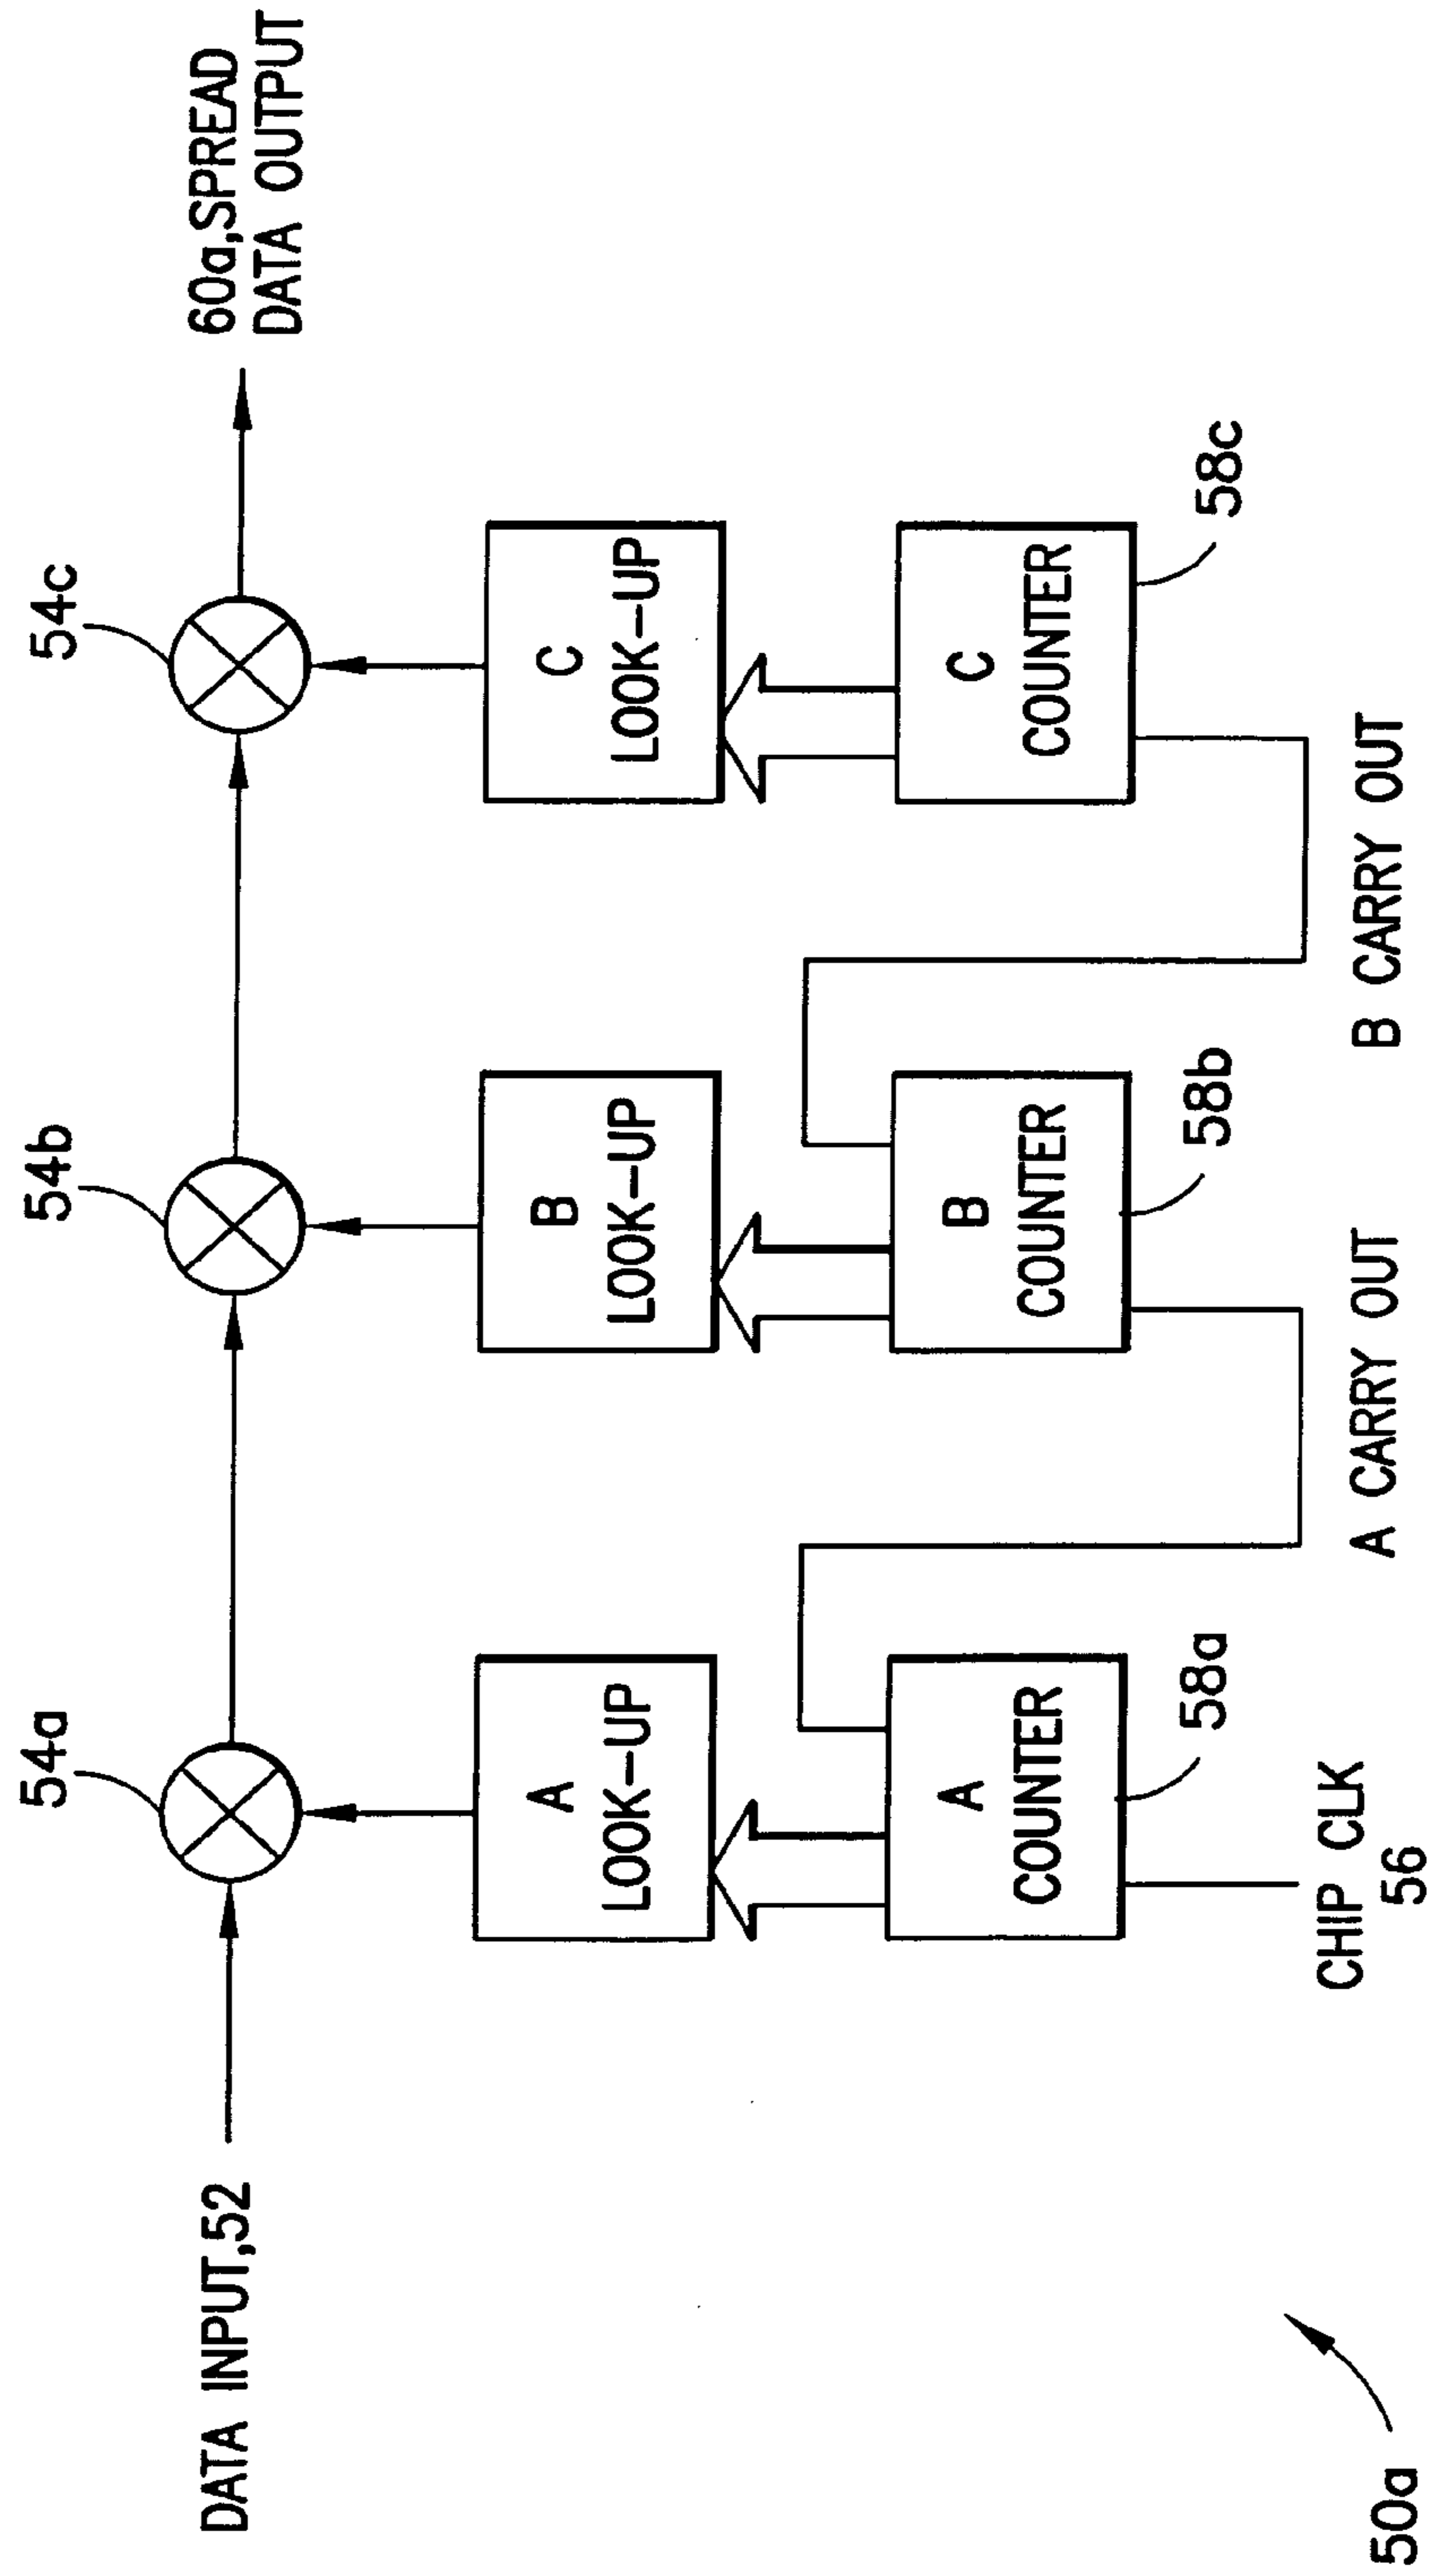 54a
54b
54c
DATA INPUT,52
60a,SPREAD
DATA OUTPUT
A
LOOK-UP
B
LOOK-UP
C
LOOK-UP
A
COUNTER
B
COUNTER
C
COUNTER
58a
58b
58c
CHIP CLK
56
A CARRY OUT
B CARRY OUT
50a